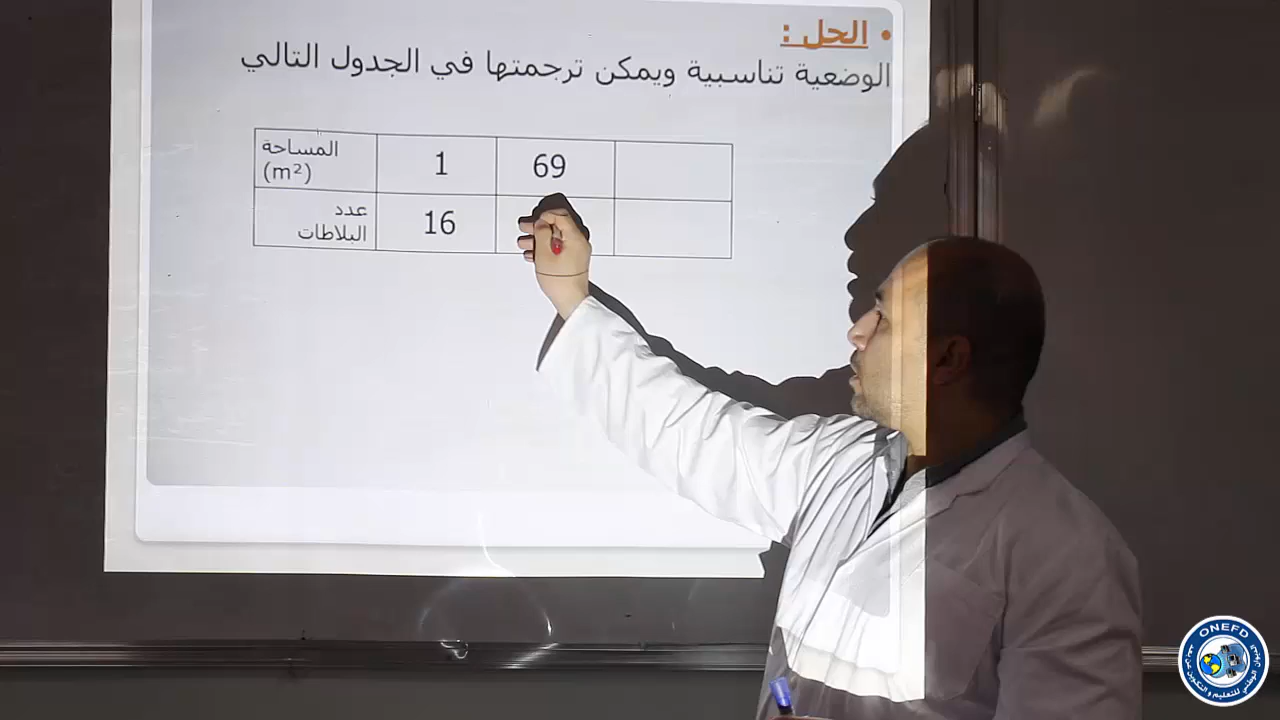 • الحل :
الوضعية تناسبية ويمكن ترجمتها في الجدول التالي
المساحة (m²) 1 69
عدد البلاطات 16
ONEFD